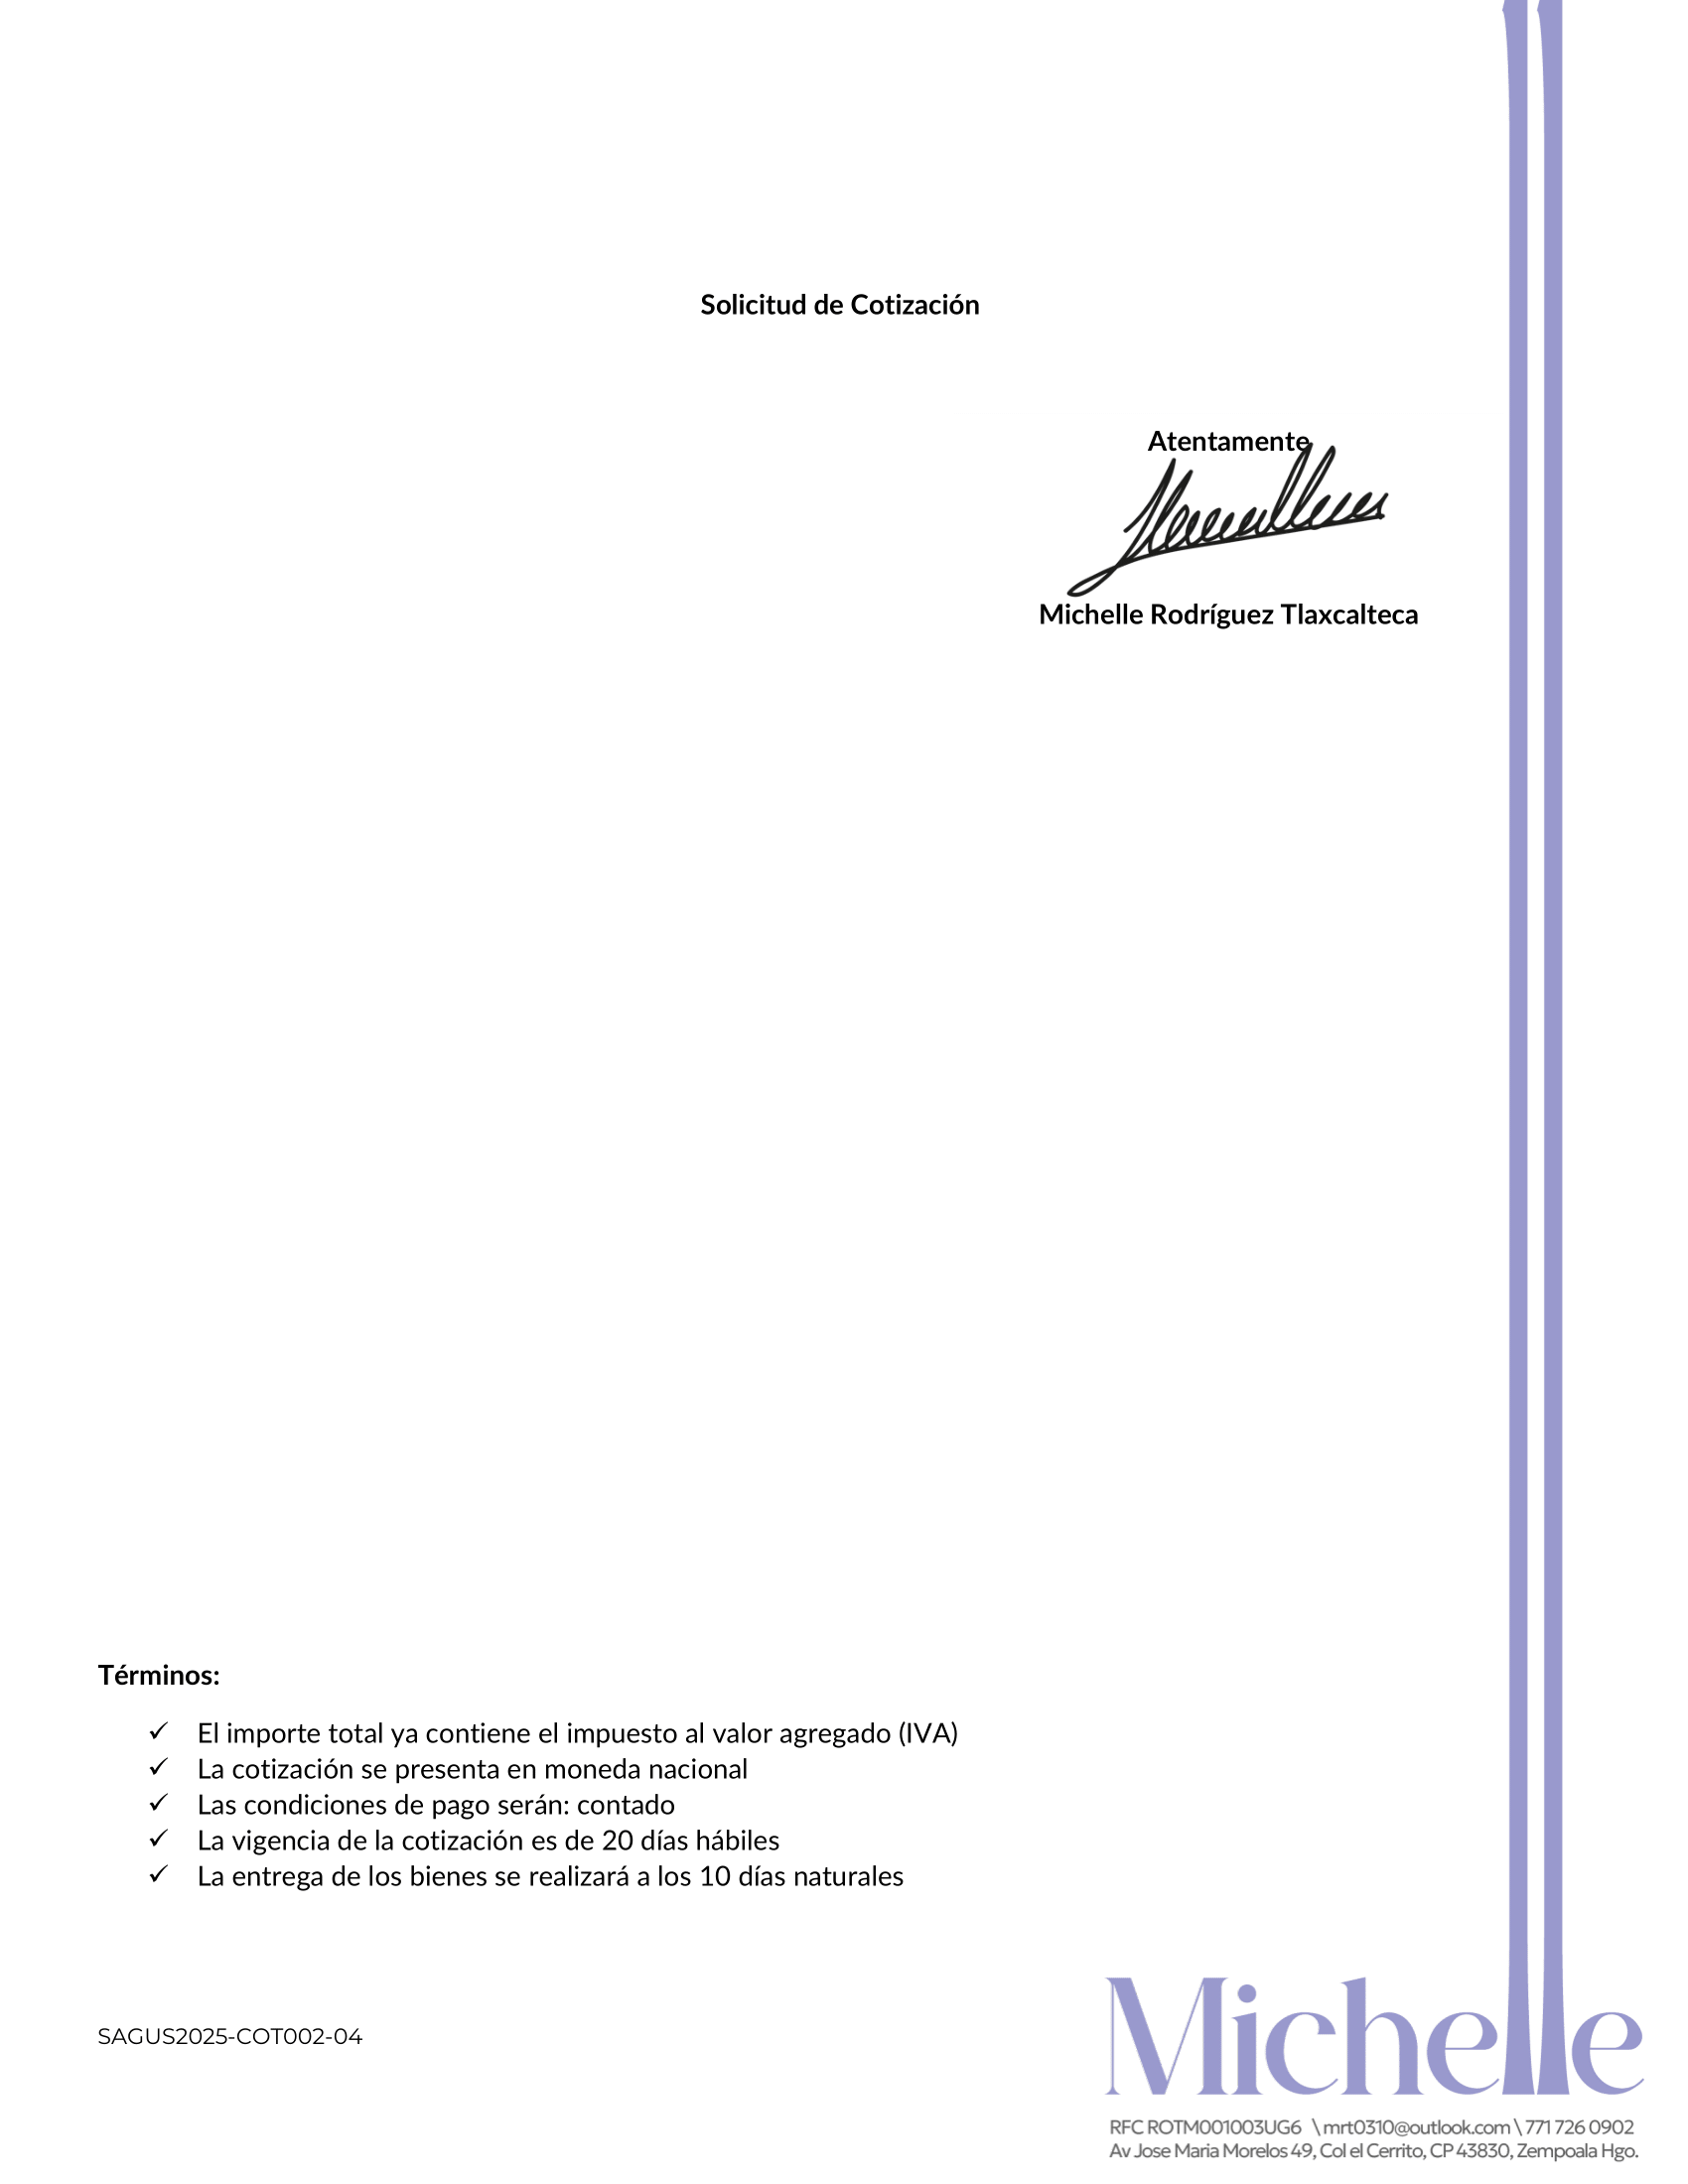 Solicitud de Cotización
Atentamente
Michelle Rodríguez Tlaxcalteca
Términos:
✓ El importe total ya contiene el impuesto al valor agregado (IVA)
✓ La cotización se presenta en moneda nacional
✓ Las condiciones de pago serán: contado
✓ La vigencia de la cotización es de 20 días hábiles
✓ La entrega de los bienes se realizará a los 10 días naturales
SAGUS2025-COT002-04
Michelle
RFC ROTM001003UG6 \ mrt0310@outlook.com \ 771 726 0902
Av Jose Maria Morelos 49, Col el Cerrito, CP 43830, Zempoala Hgo.